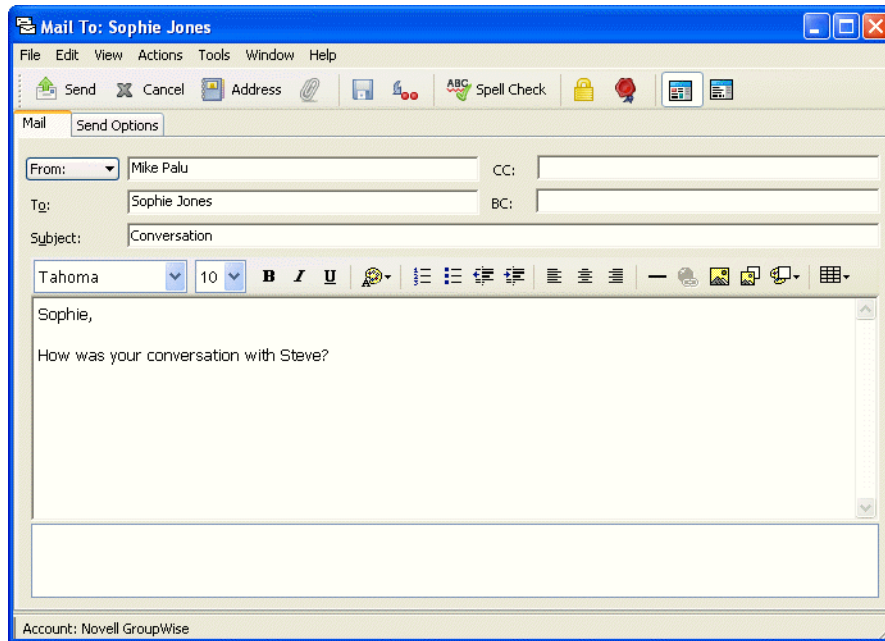 Mail To: Sophie Jones
File Edit View Actions Tools Window Help
Send Cancel Address ABC Spell Check
Mail Send Options
From: Mike Palu CC:
To: Sophie Jones BC:
Subject: Conversation
Tahoma 10 B I U
Sophie,
How was your conversation with Steve?
Account: Novell GroupWise